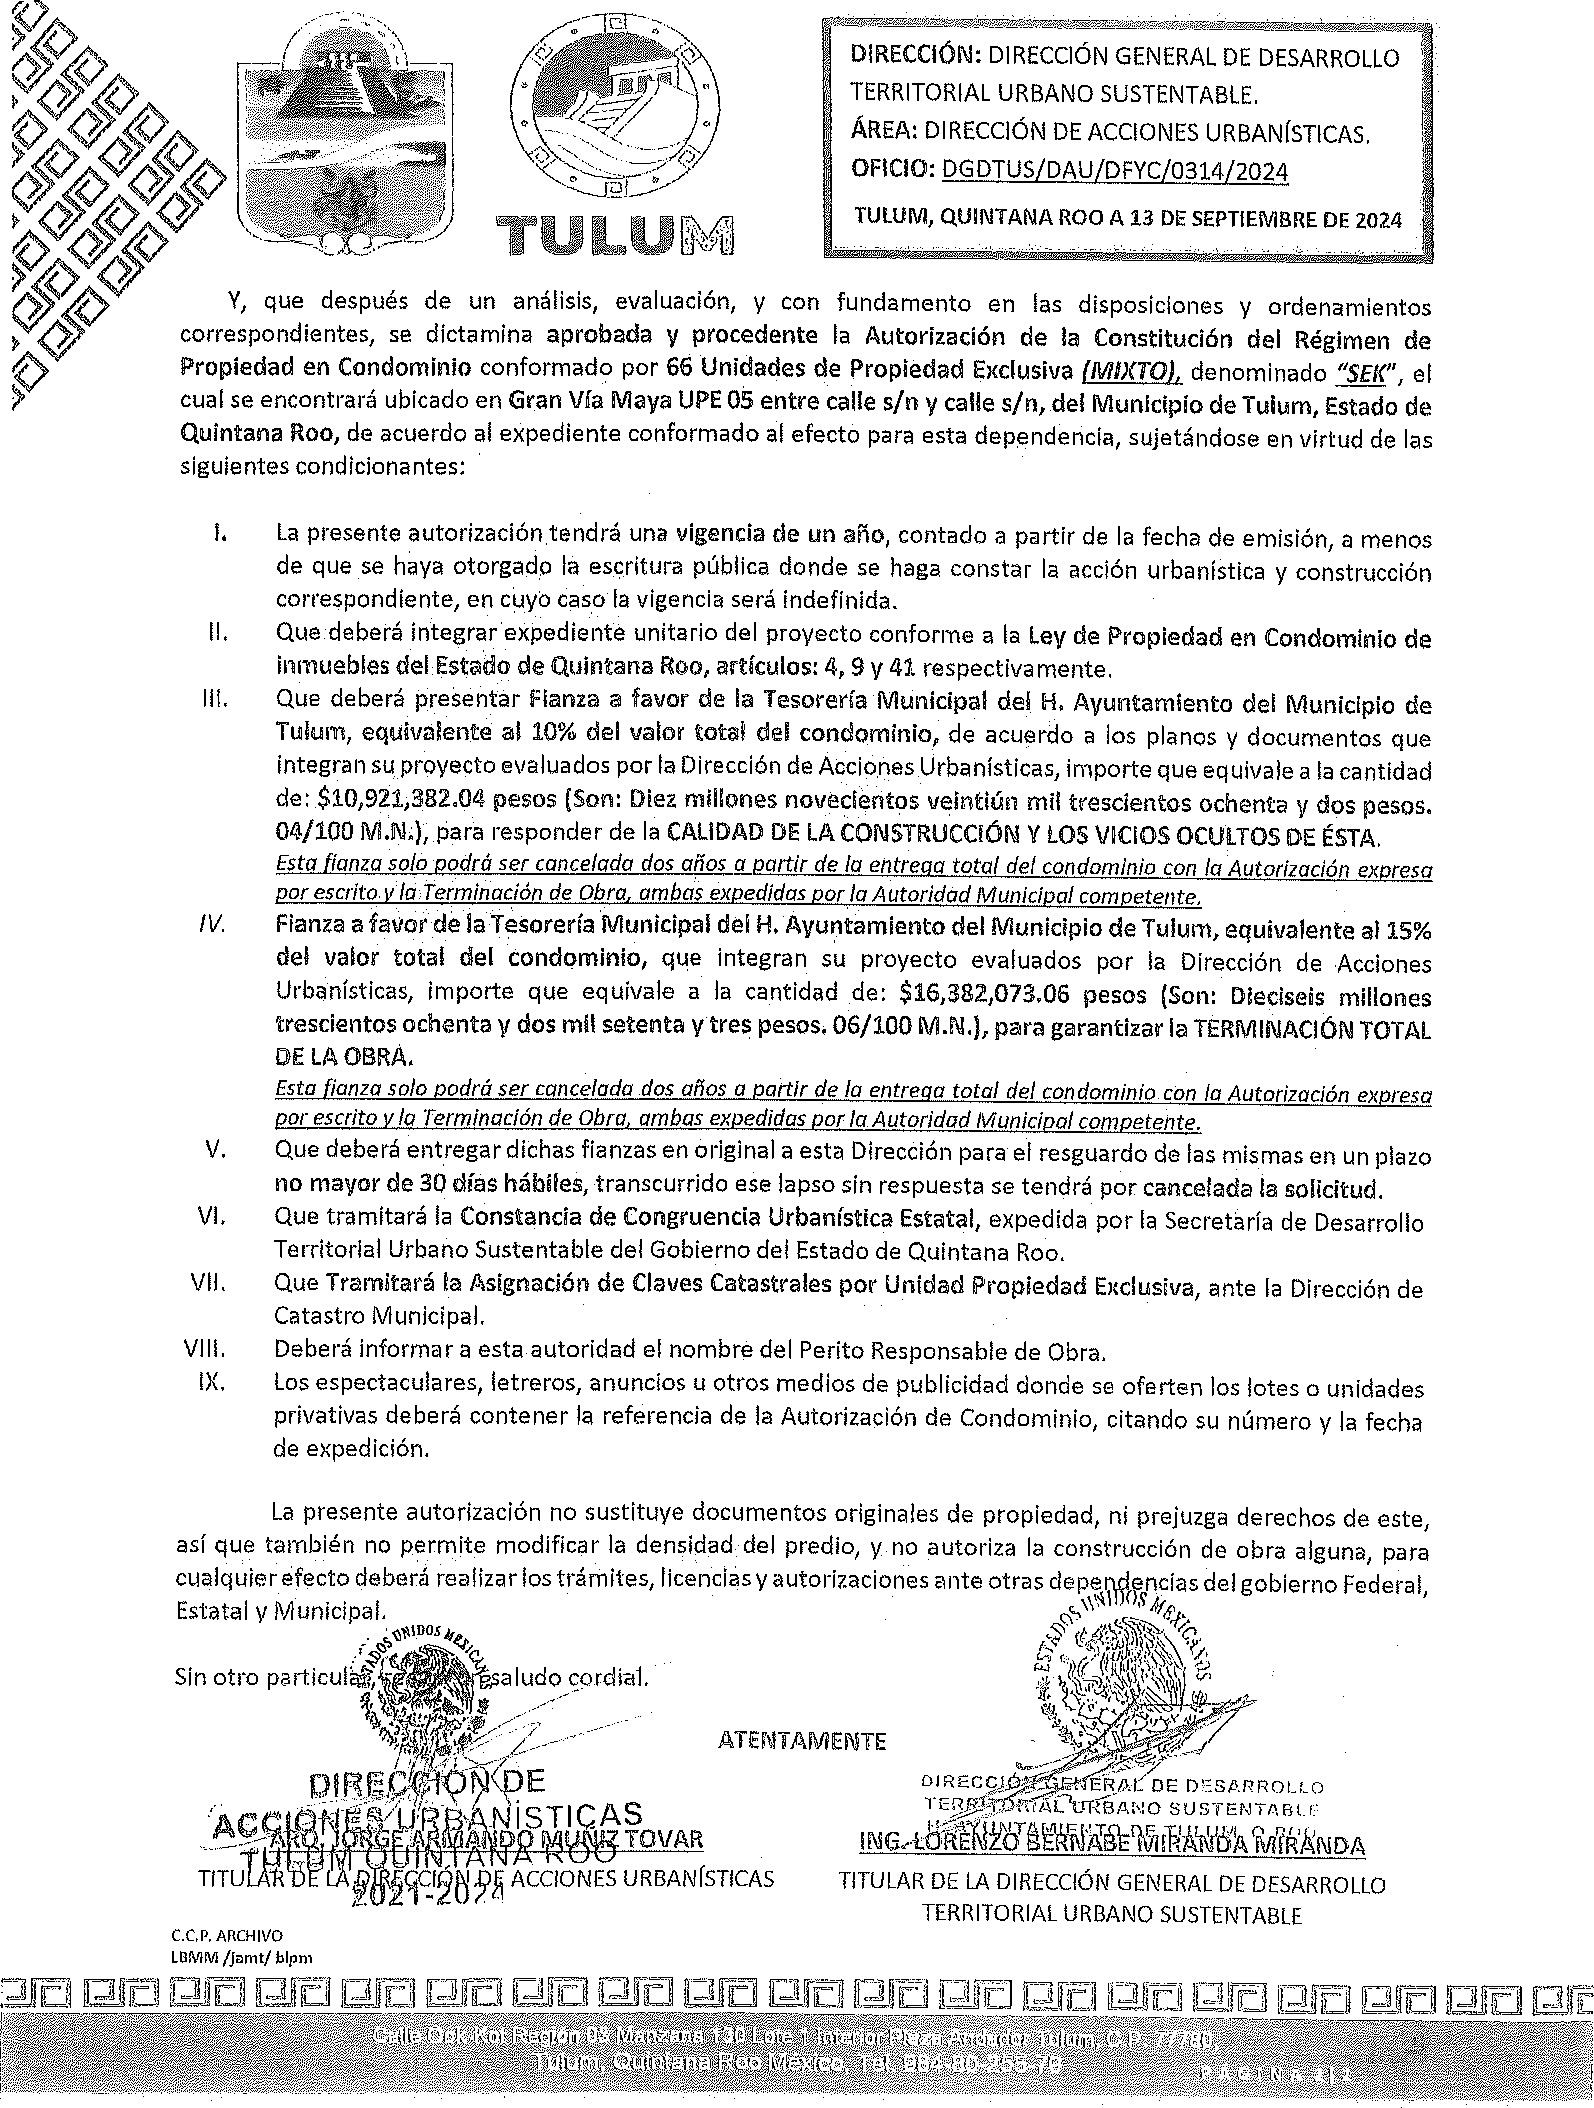 TULUM
DIRECCIÓN: DIRECCIÓN GENERAL DE DESARROLLO
TERRITORIAL URBANO SUSTENTABLE.
ÁREA: DIRECCIÓN DE ACCIONES URBANÍSTICAS.
OFICIO: DGDTUS/DAU/DFYC/0314/2024
TULUM, QUINTANA ROO A 13 DE SEPTIEMBRE DE 2024
Y, que después de un análisis, evaluación, y con fundamento en las disposiciones y ordenamientos
correspondientes, se dictamina aprobada y procedente la Autorización de la Constitución del Régimen de
Propiedad en Condominio conformado por 66 Unidades de Propiedad Exclusiva (MIXTO), denominado "SEK", el
cual se encontrará ubicado en Gran Vía Maya UPE 05 entre calle s/n y calle s/n, del Municipio de Tulum, Estado de
Quintana Roo, de acuerdo al expediente conformado al efecto para esta dependencia, sujetándose en virtud de las
siguientes condicionantes:
I. La presente autorización tendrá una vigencia de un año, contado a partir de la fecha de emisión, a menos
de que se haya otorgado la escritura pública donde se haga constar la acción urbanística y construcción
correspondiente, en cuyo caso la vigencia será indefinida.
II. Que deberá integrar expediente unitario del proyecto conforme a la Ley de Propiedad en Condominio de
inmuebles del Estado de Quintana Roo, artículos: 4, 9 y 41 respectivamente.
III. Que deberá presentar Fianza a favor de la Tesorería Municipal del H. Ayuntamiento del Municipio de
Tulum, equivalente al 10% del valor total del condominio, de acuerdo a los planos y documentos que
integran su proyecto evaluados por la Dirección de Acciones Urbanísticas, importe que equivale a la cantidad
de: $10,921,382.04 pesos (Son: Diez millones novecientos veintiún mil trescientos ochenta y dos pesos.
04/100 M.N.), para responder de la CALIDAD DE LA CONSTRUCCIÓN Y LOS VICIOS OCULTOS DE ÉSTA.
Esta fianza solo podrá ser cancelada dos años a partir de la entrega total del condominio con la Autorización expresa
por escrito y la Terminación de Obra, ambas expedidas por la Autoridad Municipal competente.
IV. Fianza a favor de la Tesorería Municipal del H. Ayuntamiento del Municipio de Tulum, equivalente al 15%
del valor total del condominio, que integran su proyecto evaluados por la Dirección de Acciones
Urbanísticas, importe que equivale a la cantidad de: $16,382,073.06 pesos (Son: Dieciseis millones
trescientos ochenta y dos mil setenta y tres pesos. 06/100 M.N.), para garantizar la TERMINACIÓN TOTAL
DE LA OBRA.
Esta fianza solo podrá ser cancelada dos años a partir de la entrega total del condominio con la Autorización expresa
por escrito y la Terminación de Obra, ambas expedidas por la Autoridad Municipal competente.
V. Que deberá entregar dichas fianzas en original a esta Dirección para el resguardo de las mismas en un plazo
no mayor de 30 días hábiles, transcurrido ese lapso sin respuesta se tendrá por cancelada la solicitud.
VI. Que tramitará la Constancia de Congruencia Urbanística Estatal, expedida por la Secretaría de Desarrollo
Territorial Urbano Sustentable del Gobierno del Estado de Quintana Roo.
VII. Que Tramitará la Asignación de Claves Catastrales por Unidad Propiedad Exclusiva, ante la Dirección de
Catastro Municipal.
VIII. Deberá informar a esta autoridad el nombre del Perito Responsable de Obra.
IX. Los espectaculares, letreros, anuncios u otros medios de publicidad donde se oferten los lotes o unidades
privativas deberá contener la referencia de la Autorización de Condominio, citando su número y la fecha
de expedición.
La presente autorización no sustituye documentos originales de propiedad, ni prejuzga derechos de este,
así que también no permite modificar la densidad del predio, y no autoriza la construcción de obra alguna, para
cualquier efecto deberá realizar los trámites, licencias y autorizaciones ante otras dependencias del gobierno Federal,
Estatal y Municipal.
Sin otro particular, saludo cordial.
ESTADOS UNIDOS MEXICANOS
ESTADOS UNIDOS MEXICANOS
ATENTAMENTE
DIRECCIÓN DE
ACCIONES URBANÍSTICAS
TULUM QUINTANA ROO
2021-2024
ARQ. JORGE ARMANDO MUÑIZ TOVAR
TITULAR DE LA DIRECCIÓN DE ACCIONES URBANÍSTICAS
DIRECCIÓN GENERAL DE DESARROLLO
TERRITORIAL URBANO SUSTENTABLE
H. AYUNTAMIENTO DE TULUM, Q. ROO
ING. LORENZO BERNABE MIRANDA MIRANDA
TITULAR DE LA DIRECCIÓN GENERAL DE DESARROLLO
TERRITORIAL URBANO SUSTENTABLE
C.C.P. ARCHIVO
LBMM /jamt/ blpm
Tulum, Quintana Roo México.